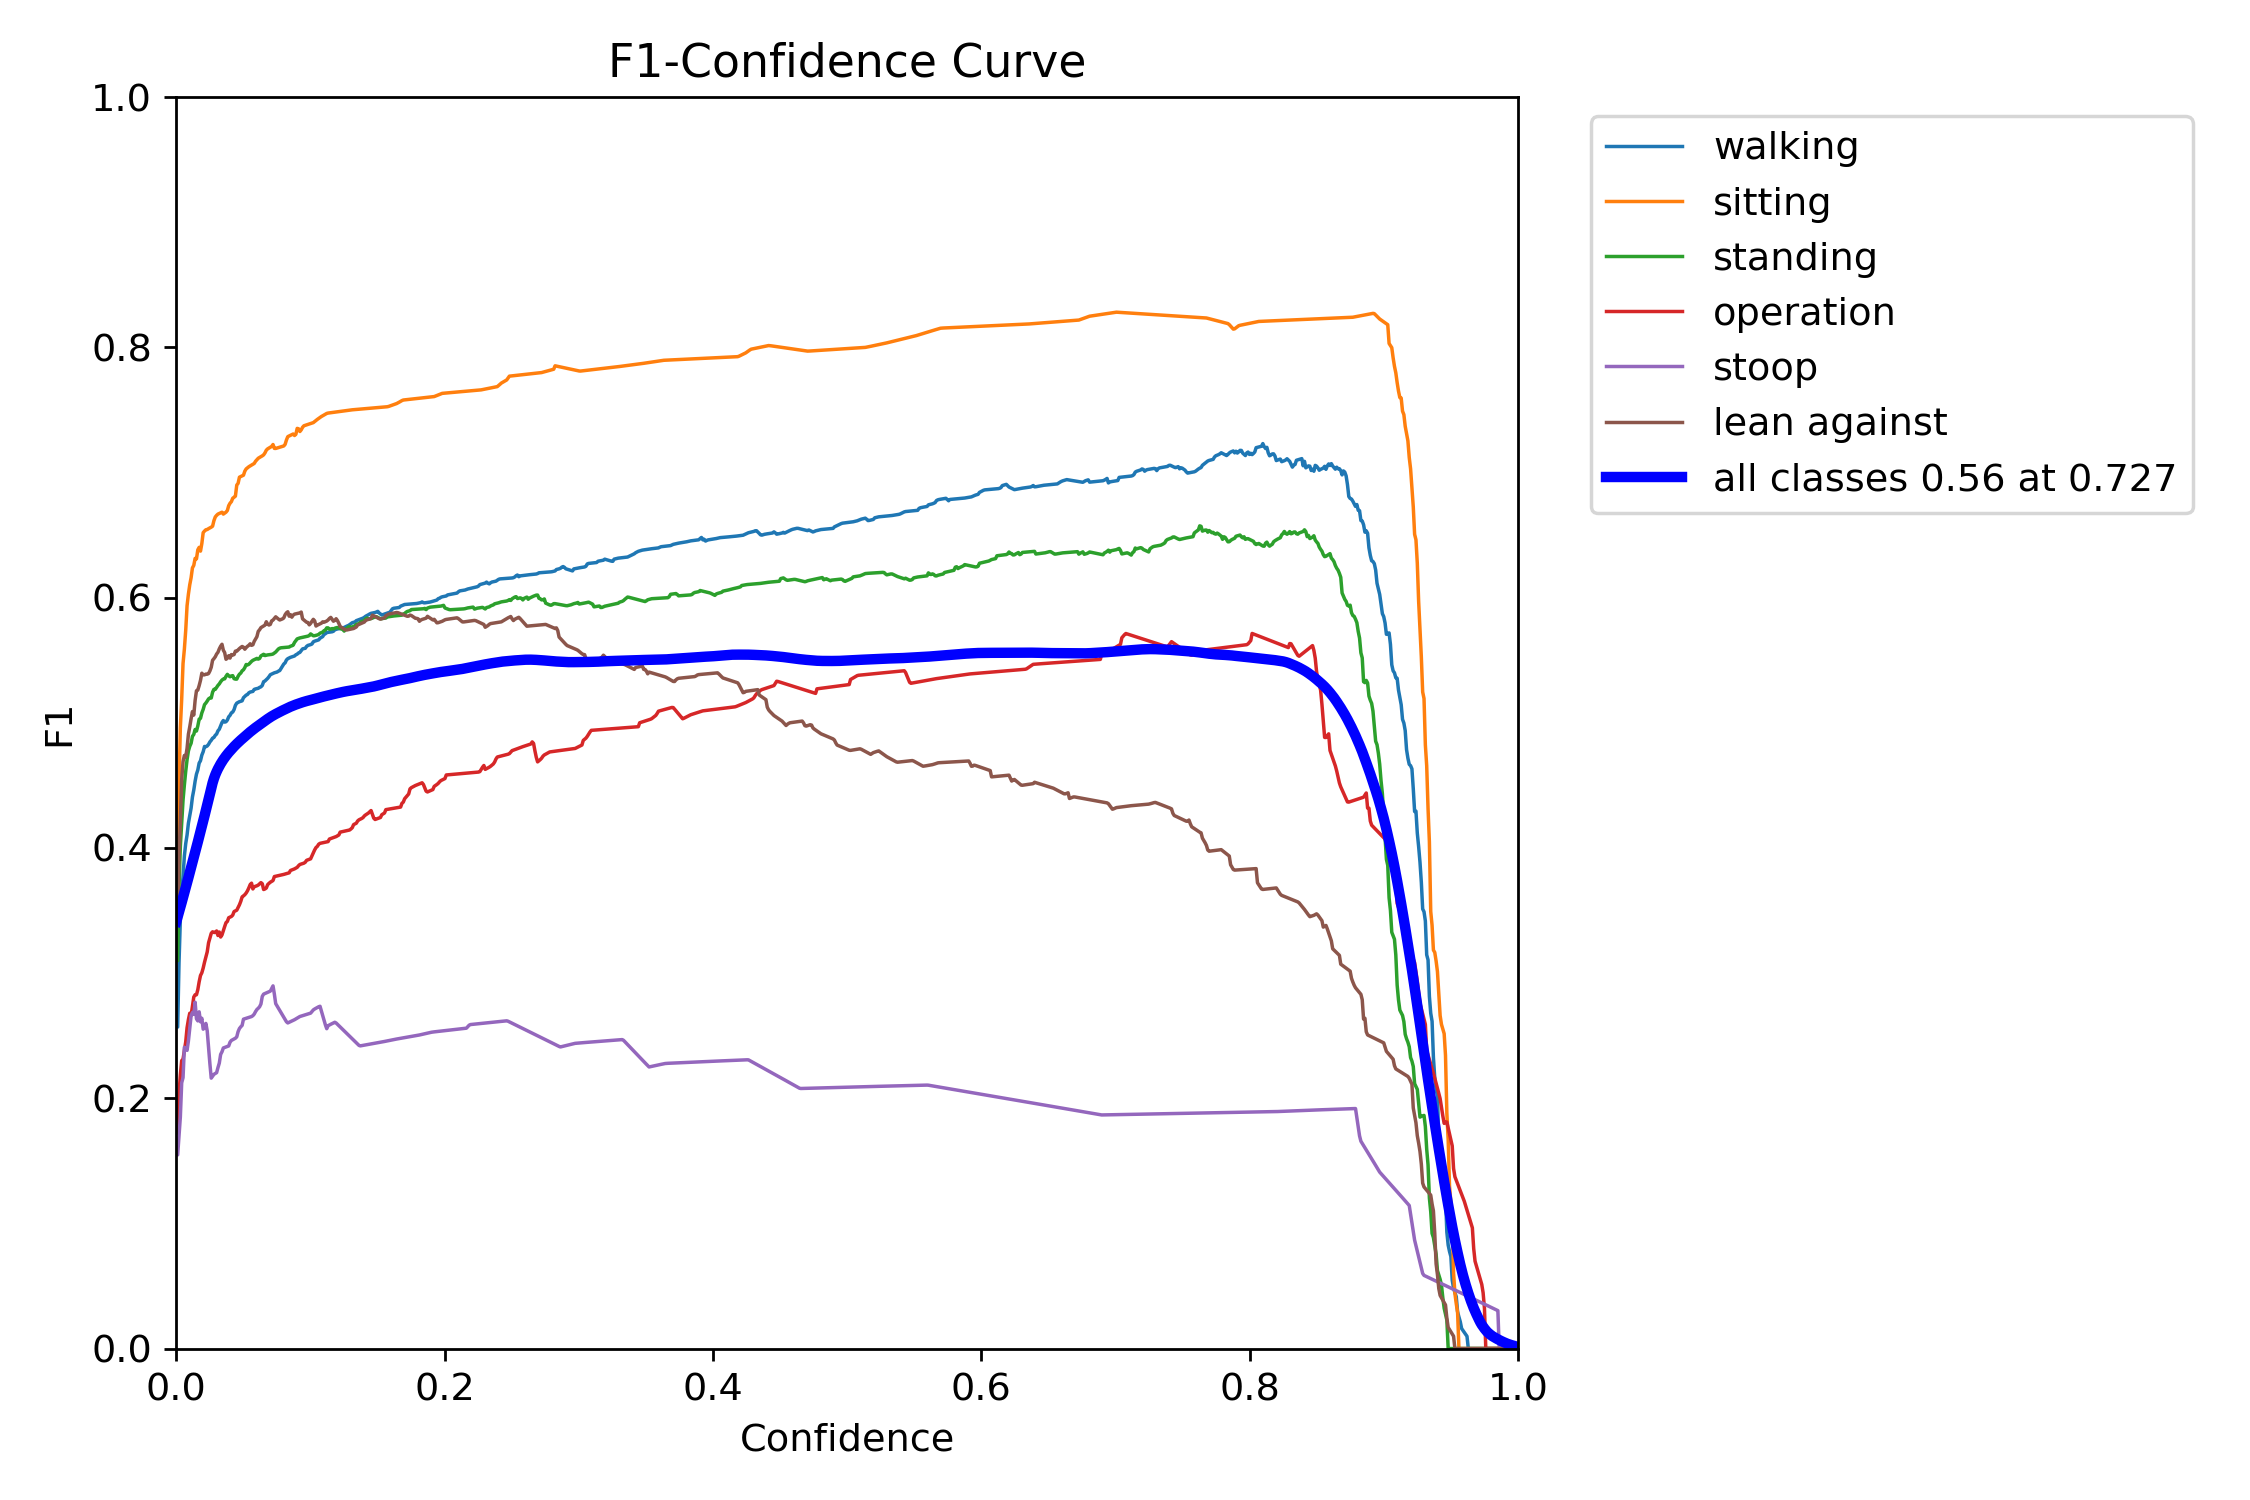 F1-Confidence Curve
1.0
0.8
0.6
0.4
0.2
0.0
F1
0.0 0.2 0.4 0.6 0.8 1.0
Confidence
walking
sitting
standing
operation
stoop
lean against
all classes 0.56 at 0.727